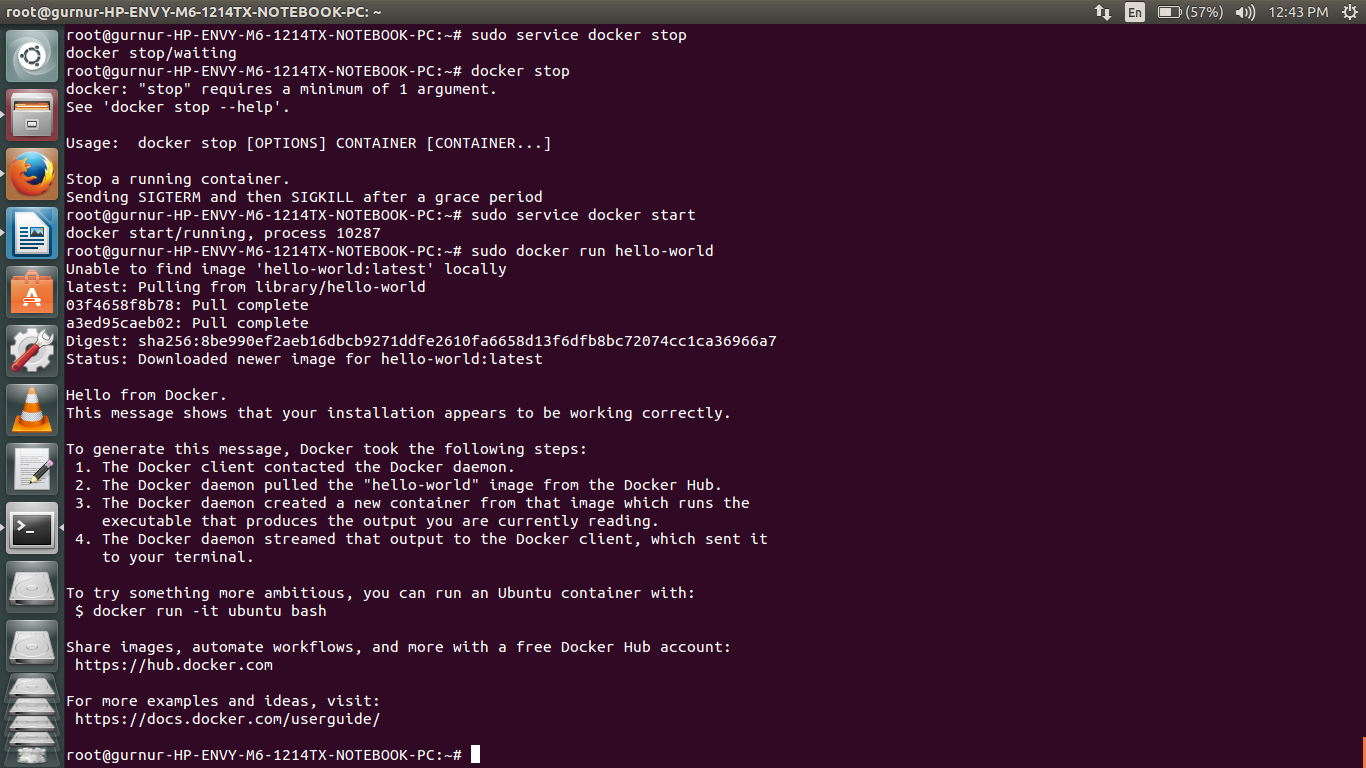 root@gurnur-HP-ENVY-M6-1214TX-NOTEBOOK-PC: ~
En (57%) 12:43 PM
root@gurnur-HP-ENVY-M6-1214TX-NOTEBOOK-PC:~# sudo service docker stop
docker stop/waiting
root@gurnur-HP-ENVY-M6-1214TX-NOTEBOOK-PC:~# docker stop
docker: "stop" requires a minimum of 1 argument.
See 'docker stop --help'.
Usage:  docker stop [OPTIONS] CONTAINER [CONTAINER...]
Stop a running container.
Sending SIGTERM and then SIGKILL after a grace period
root@gurnur-HP-ENVY-M6-1214TX-NOTEBOOK-PC:~# sudo service docker start
docker start/running, process 10287
root@gurnur-HP-ENVY-M6-1214TX-NOTEBOOK-PC:~# sudo docker run hello-world
Unable to find image 'hello-world:latest' locally
latest: Pulling from library/hello-world
03f4658f8b78: Pull complete
a3ed95caeb02: Pull complete
Digest: sha256:8be990ef2aeb16dbcb9271ddfe2610fa6658d13f6dfb8bc72074cc1ca36966a7
Status: Downloaded newer image for hello-world:latest
Hello from Docker.
This message shows that your installation appears to be working correctly.
To generate this message, Docker took the following steps:
 1. The Docker client contacted the Docker daemon.
 2. The Docker daemon pulled the "hello-world" image from the Docker Hub.
 3. The Docker daemon created a new container from that image which runs the
    executable that produces the output you are currently reading.
 4. The Docker daemon streamed that output to the Docker client, which sent it
    to your terminal.
To try something more ambitious, you can run an Ubuntu container with:
 $ docker run -it ubuntu bash
Share images, automate workflows, and more with a free Docker Hub account:
 https://hub.docker.com
For more examples and ideas, visit:
 https://docs.docker.com/userguide/
root@gurnur-HP-ENVY-M6-1214TX-NOTEBOOK-PC:~#